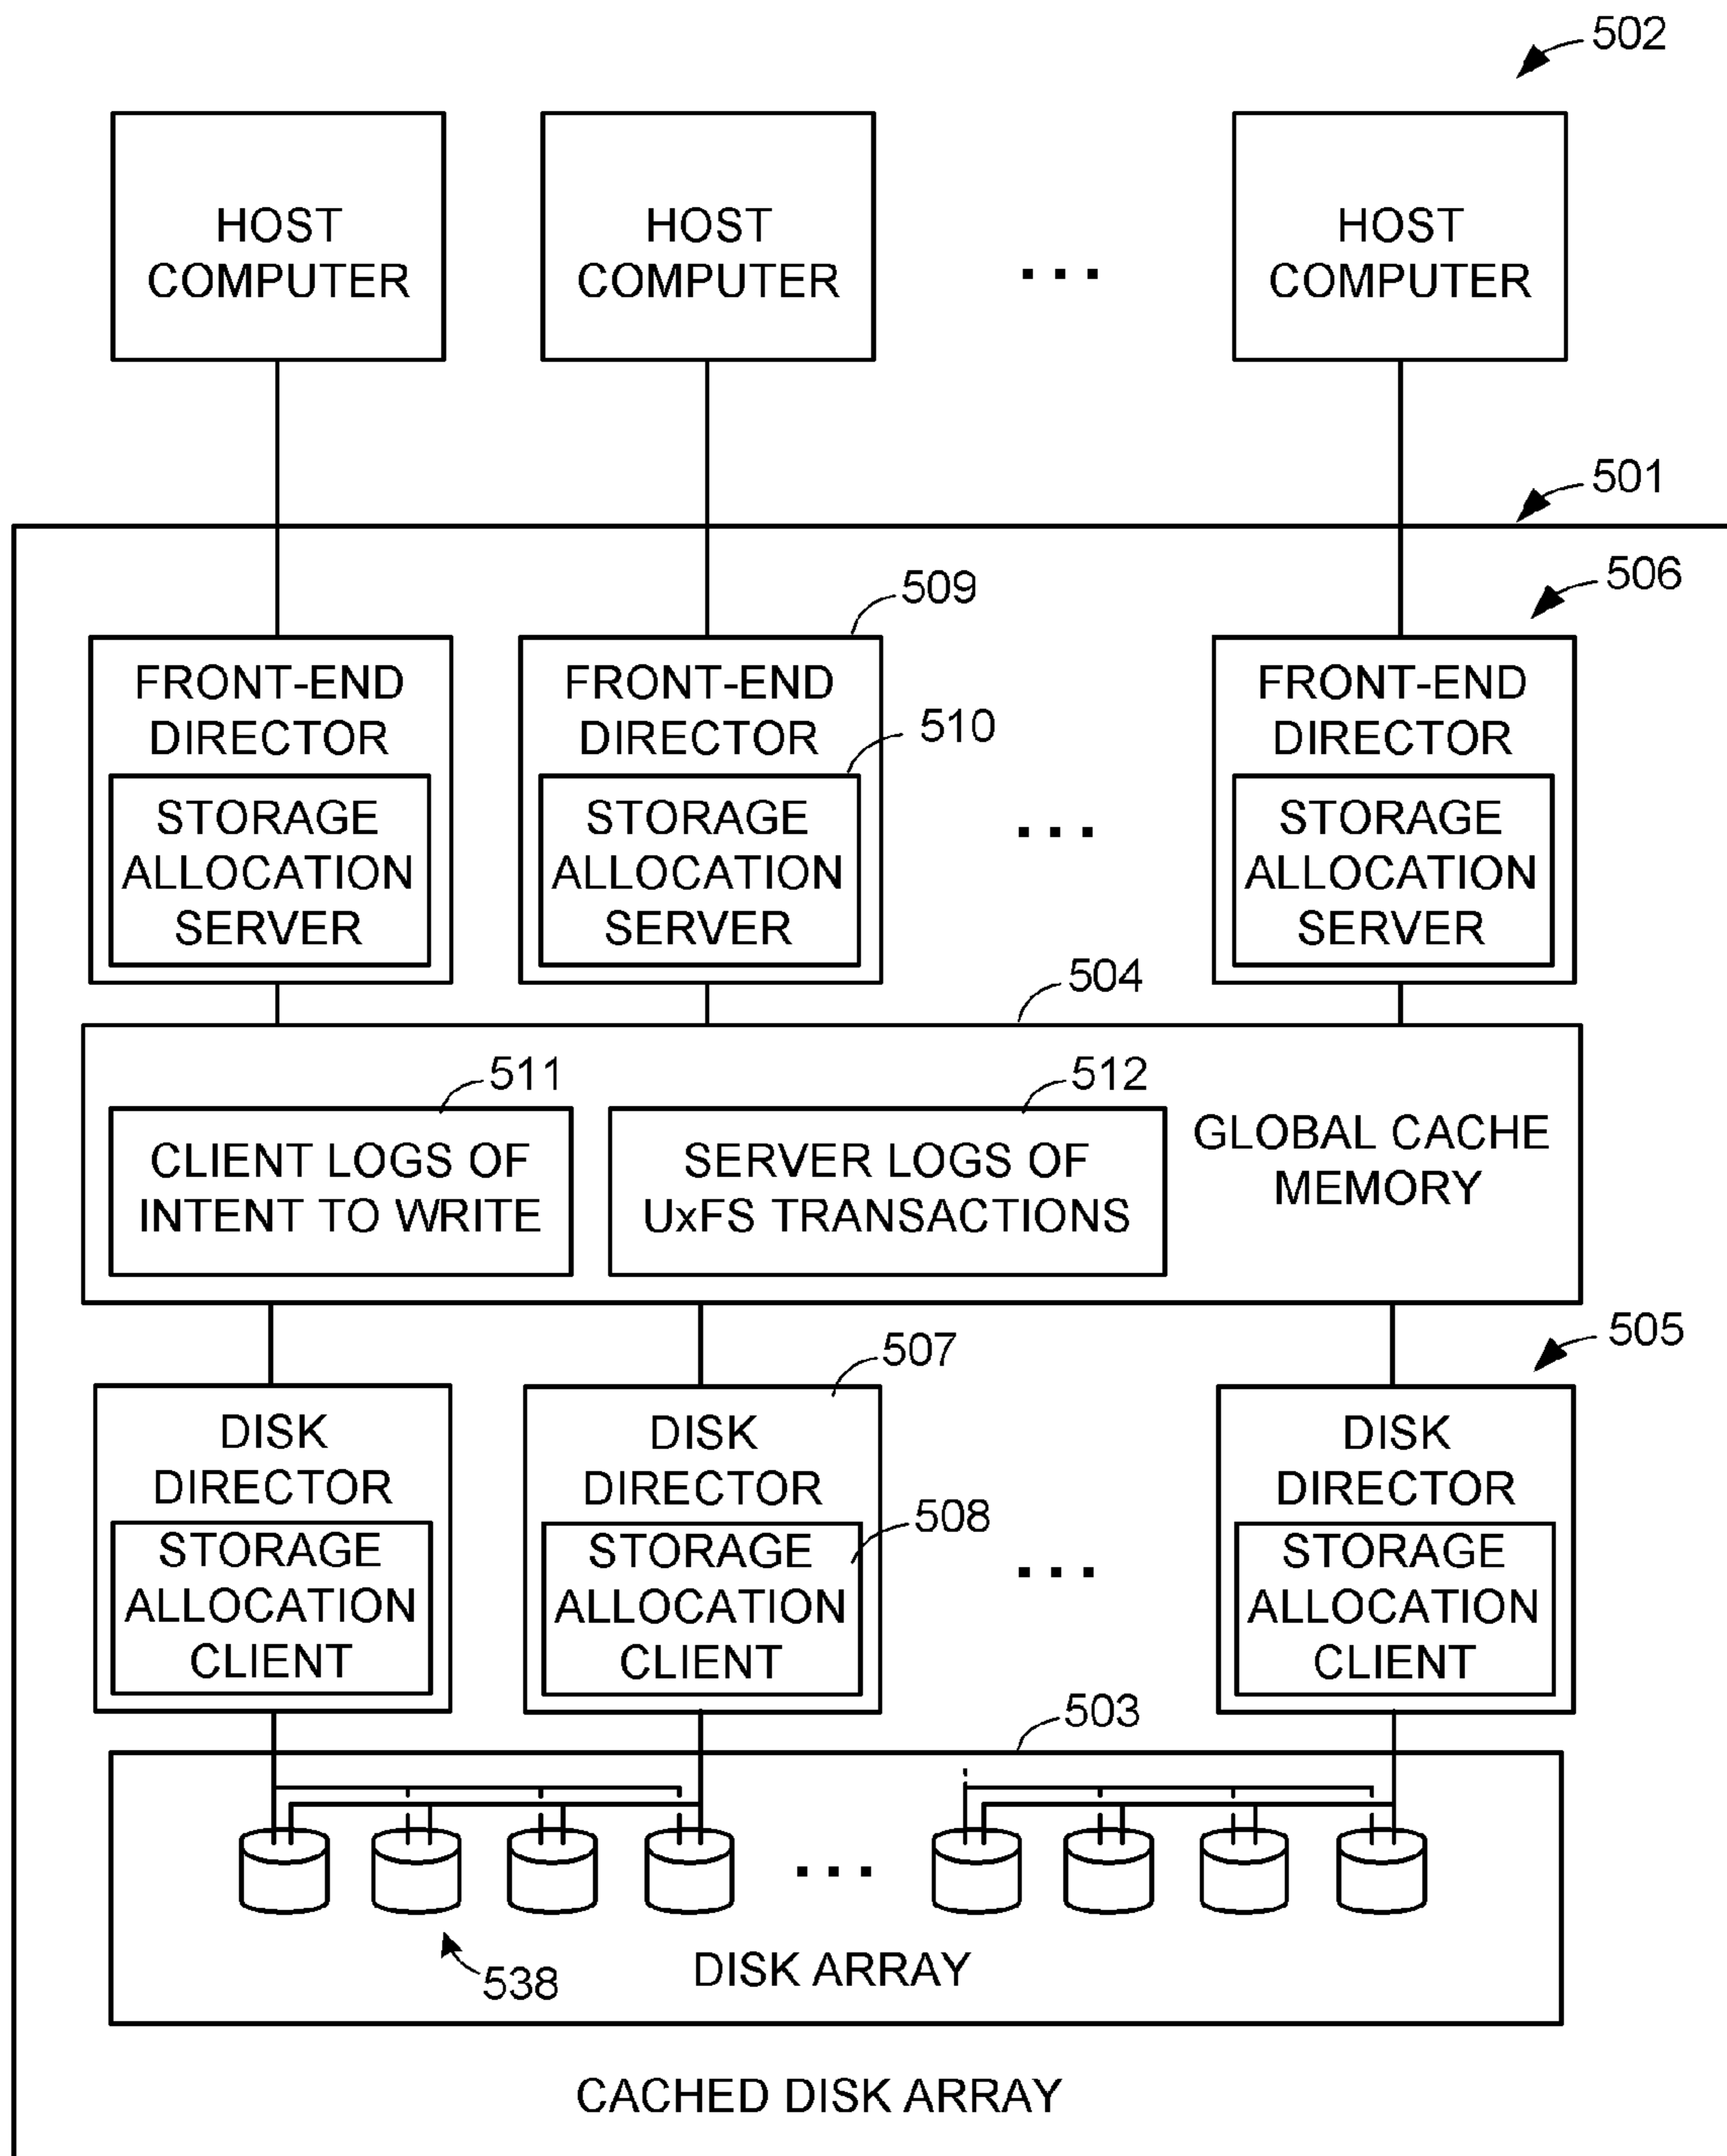 502
HOST
COMPUTER
HOST
COMPUTER
. . .
HOST
COMPUTER
501
506
509
FRONT-END
DIRECTOR
STORAGE
ALLOCATION
SERVER
FRONT-END
DIRECTOR
510
STORAGE
ALLOCATION
SERVER
. . .
FRONT-END
DIRECTOR
STORAGE
ALLOCATION
SERVER
504
511
CLIENT LOGS OF
INTENT TO WRITE
512
SERVER LOGS OF
UxFS TRANSACTIONS
GLOBAL CACHE
MEMORY
505
507
DISK
DIRECTOR
STORAGE
ALLOCATION
CLIENT
DISK
DIRECTOR
508
STORAGE
ALLOCATION
CLIENT
. . .
DISK
DIRECTOR
STORAGE
ALLOCATION
CLIENT
503
. . .
538
DISK ARRAY
CACHED DISK ARRAY